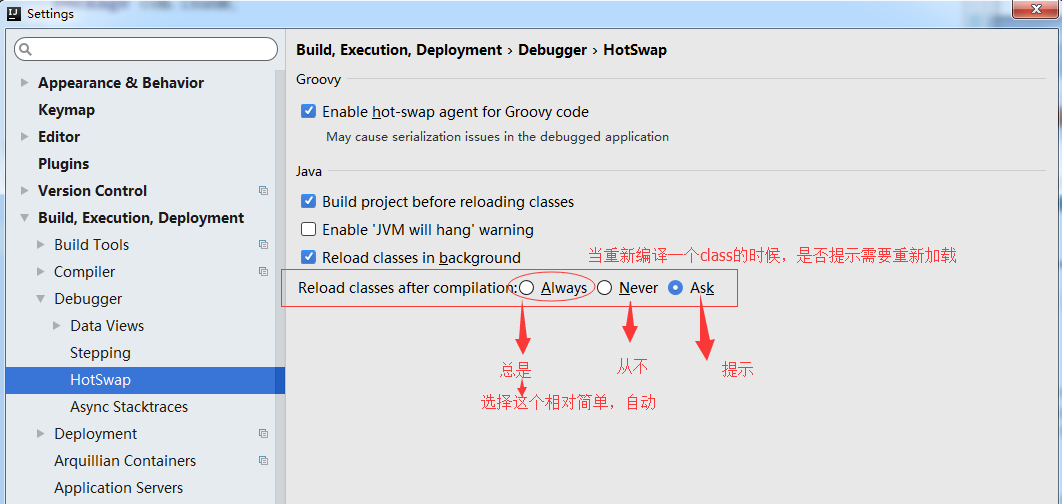 Settings
Appearance & Behavior
Keymap
Editor
Plugins
Version Control
Build, Execution, Deployment
Build Tools
Compiler
Debugger
Data Views
Stepping
HotSwap
Async Stacktraces
Deployment
Arquillian Containers
Application Servers
Build, Execution, Deployment › Debugger › HotSwap
Groovy
Enable hot-swap agent for Groovy code
May cause serialization issues in the debugged application
Java
Build project before reloading classes
Enable 'JVM will hang' warning
Reload classes in background
当重新编译一个class的时候，是否提示需要重新加载
Reload classes after compilation: Always Never Ask
总是 从不 提示
选择这个相对简单，自动